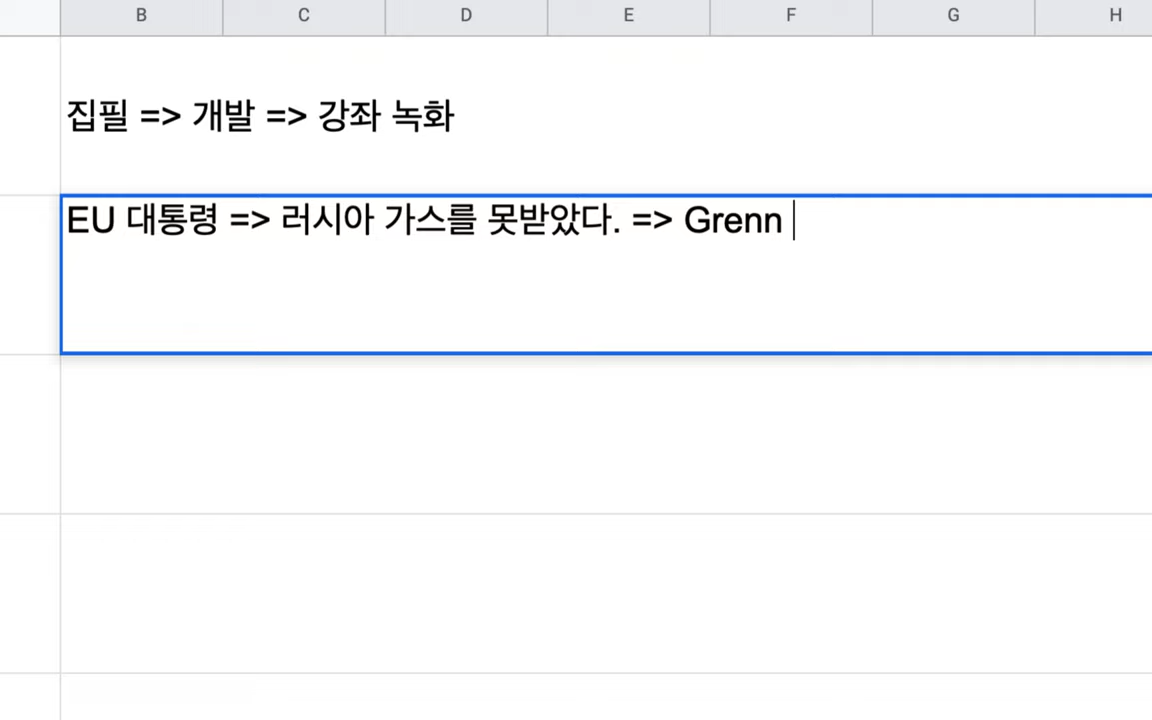 B C D E F G H
집필 => 개발 => 강좌 녹화
EU 대통령 => 러시아 가스를 못받았다. => Grenn